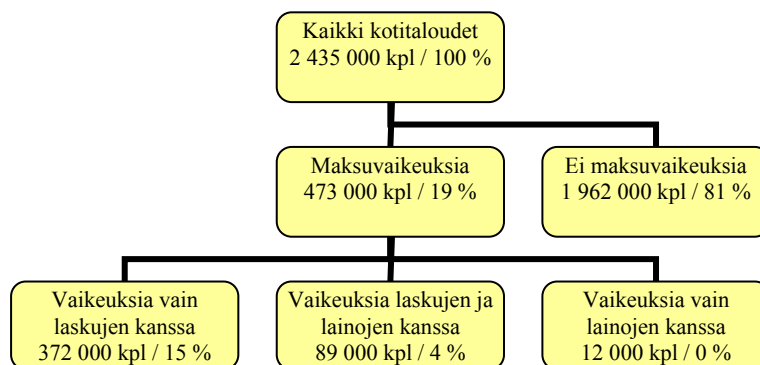 Kaikki kotitaloudet
2 435 000 kpl / 100 %
Maksuvaikeuksia
473 000 kpl / 19 %
Ei maksuvaikeuksia
1 962 000 kpl / 81 %
Vaikeuksia vain
laskujen kanssa
372 000 kpl / 15 %
Vaikeuksia laskujen ja
lainojen kanssa
89 000 kpl / 4 %
Vaikeuksia vain
lainojen kanssa
12 000 kpl / 0 %